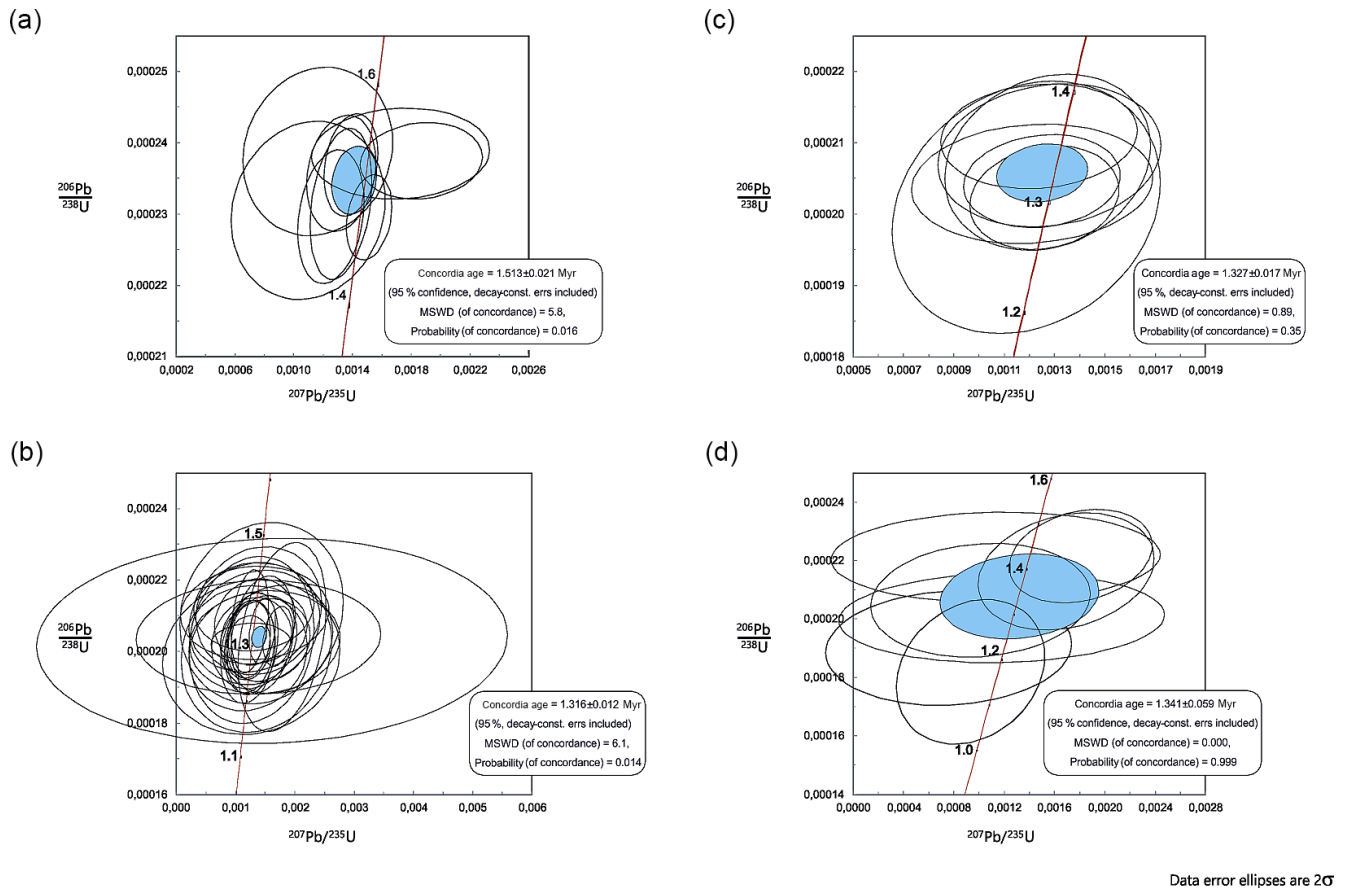 (a)
0,00025
0,00024
0,00023
0,00022
0,00021
206Pb
238U
1.6
1.4
Concordia age = 1.513±0.021 Myr
(95 % confidence, decay-const. errs included)
MSWD (of concordance) = 5.8,
Probability (of concordance) = 0.016
0,0002 0,0006 0,0010 0,0014 0,0018 0,0022 0,0026
207Pb/235U
(c)
0,00022
0,00021
0,00020
0,00019
0,00018
206Pb
238U
1.4
1.3
1.2
Concordia age = 1.327±0.017 Myr
(95 %, decay-const. errs included)
MSWD (of concordance) = 0.89,
Probability (of concordance) = 0.35
0,0005 0,0007 0,0009 0,0011 0,0013 0,0015 0,0017 0,0019
207Pb/235U
(b)
0,00024
0,00022
0,00020
0,00018
0,00016
206Pb
238U
1.5
1.3
1.1
Concordia age = 1.316±0.012 Myr
(95 %, decay-const. errs included)
MSWD (of concordance) = 6.1,
Probability (of concordance) = 0.014
0,000 0,001 0,002 0,003 0,004 0,005 0,006
207Pb/235U
(d)
0,00024
0,00022
0,00020
0,00018
0,00016
0,00014
206Pb
238U
1.6
1.4
1.2
1.0
Concordia age = 1.341±0.059 Myr
(95 % confidence, decay-const. errs included)
MSWD (of concordance) = 0.000,
Probability (of concordance) = 0.999
0,0000 0,0004 0,0008 0,0012 0,0016 0,0020 0,0024 0,0028
207Pb/235U
Data error ellipses are 2σ